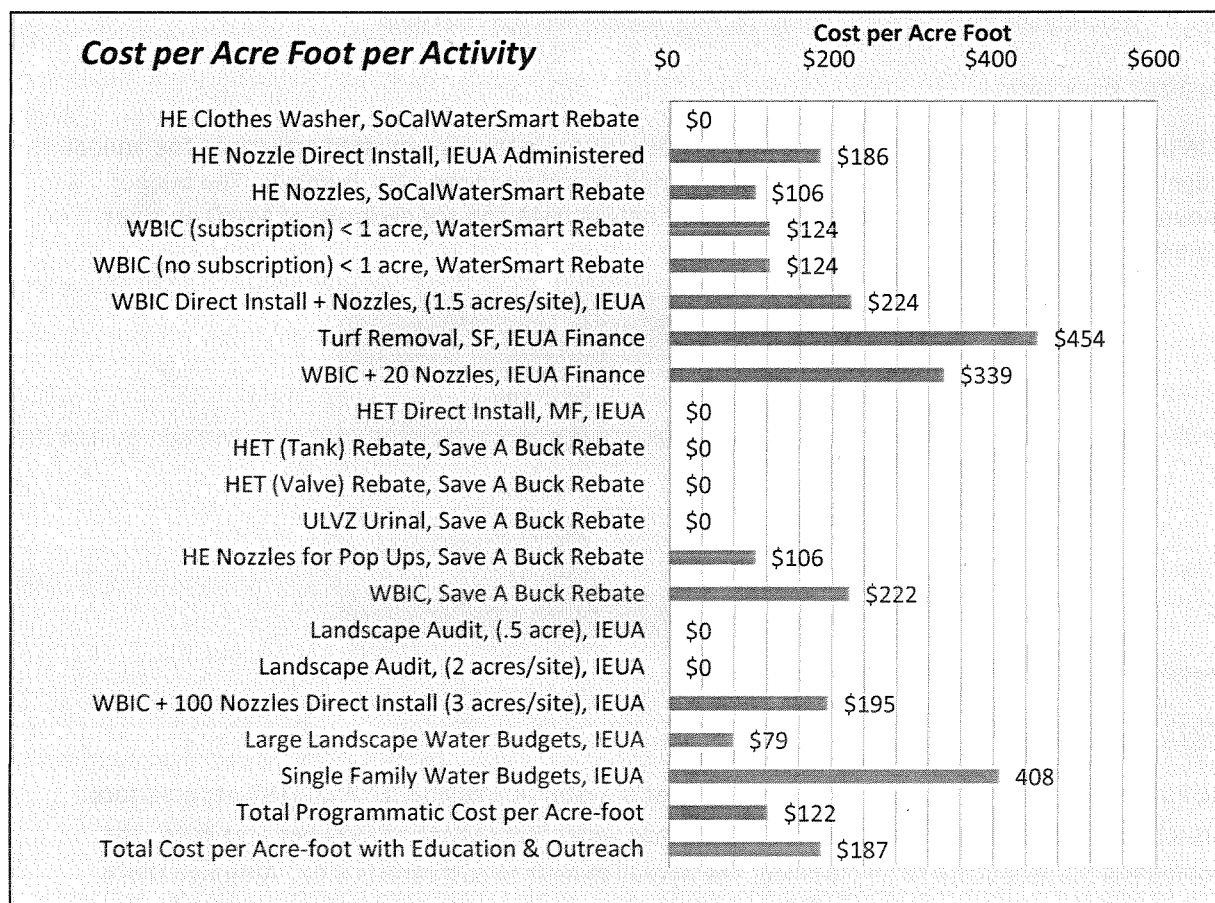 Cost per Acre Foot per Activity
Cost per Acre Foot
$0 $200 $400 $600
HE Clothes Washer, SoCalWaterSmart Rebate $0
HE Nozzle Direct Install, IEUA Administered $186
HE Nozzles, SoCalWaterSmart Rebate $106
WBIC (subscription) < 1 acre, WaterSmart Rebate $124
WBIC (no subscription) < 1 acre, WaterSmart Rebate $124
WBIC Direct Install + Nozzles, (1.5 acres/site), IEUA $224
Turf Removal, SF, IEUA Finance $454
WBIC + 20 Nozzles, IEUA Finance $339
HET Direct Install, MF, IEUA $0
HET (Tank) Rebate, Save A Buck Rebate $0
HET (Valve) Rebate, Save A Buck Rebate $0
ULVZ Urinal, Save A Buck Rebate $0
HE Nozzles for Pop Ups, Save A Buck Rebate $106
WBIC, Save A Buck Rebate $222
Landscape Audit, (.5 acre), IEUA $0
Landscape Audit, (2 acres/site), IEUA $0
WBIC + 100 Nozzles Direct Install (3 acres/site), IEUA $195
Large Landscape Water Budgets, IEUA $79
Single Family Water Budgets, IEUA 408
Total Programmatic Cost per Acre-foot $122
Total Cost per Acre-foot with Education & Outreach $187